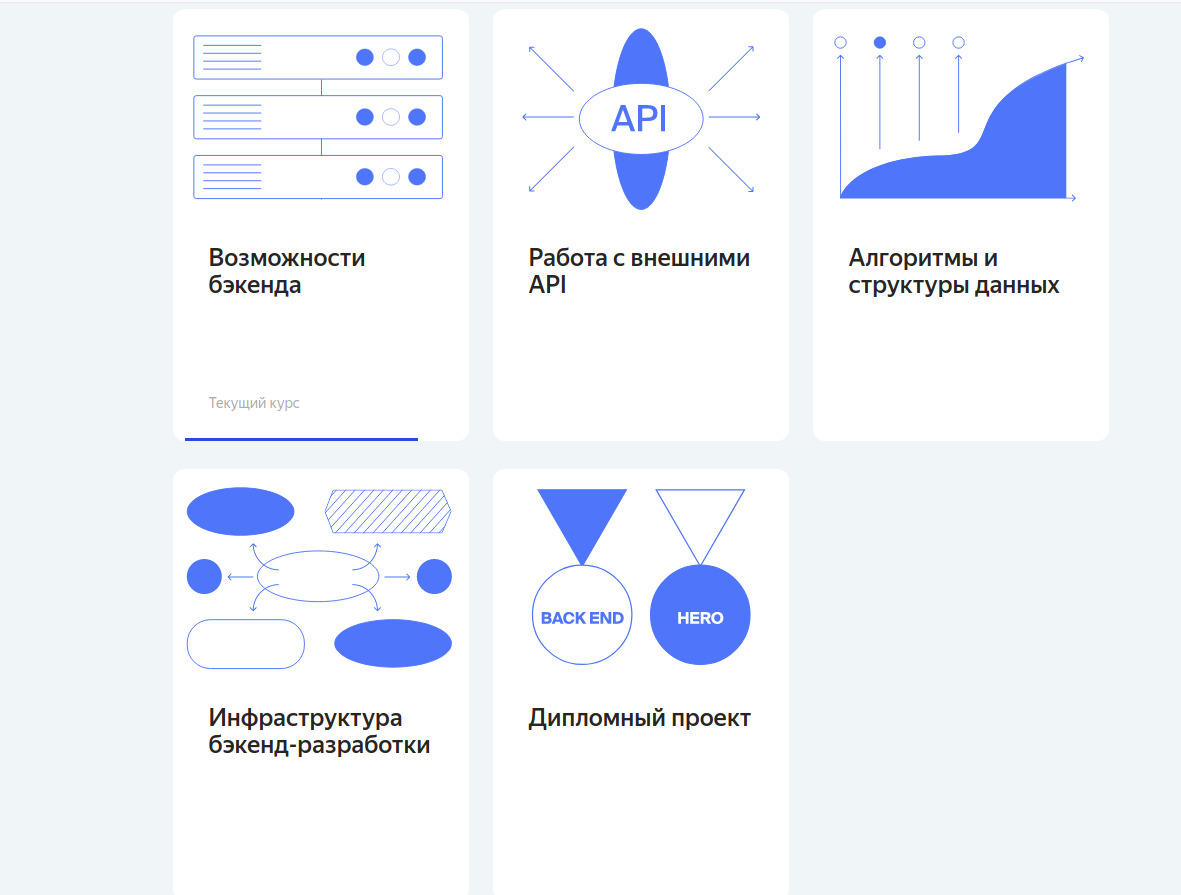 API
Возможности
бэкенда
Работа с внешними
API
Алгоритмы и
структуры данных
Текущий курс
BACK END
HERO
Инфраструктура
бэкенд-разработки
Дипломный проект